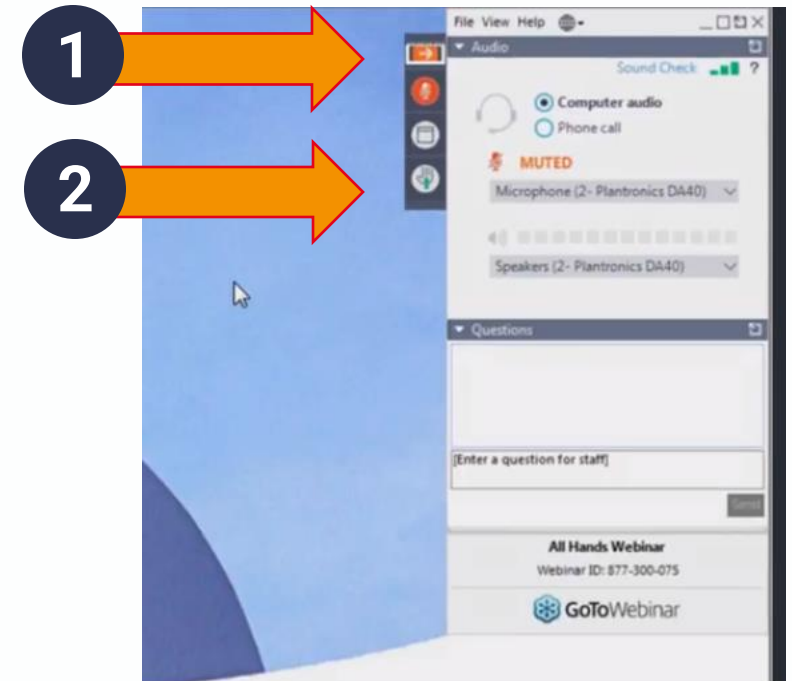 1
2
File View Help
Audio
Sound Check ?
Computer audio
Phone call
MUTED
Microphone (2- Plantronics DA40)
Speakers (2- Plantronics DA40)
Questions
[Enter a question for staff]
Send
All Hands Webinar
Webinar ID: 877-300-075
GoToWebinar